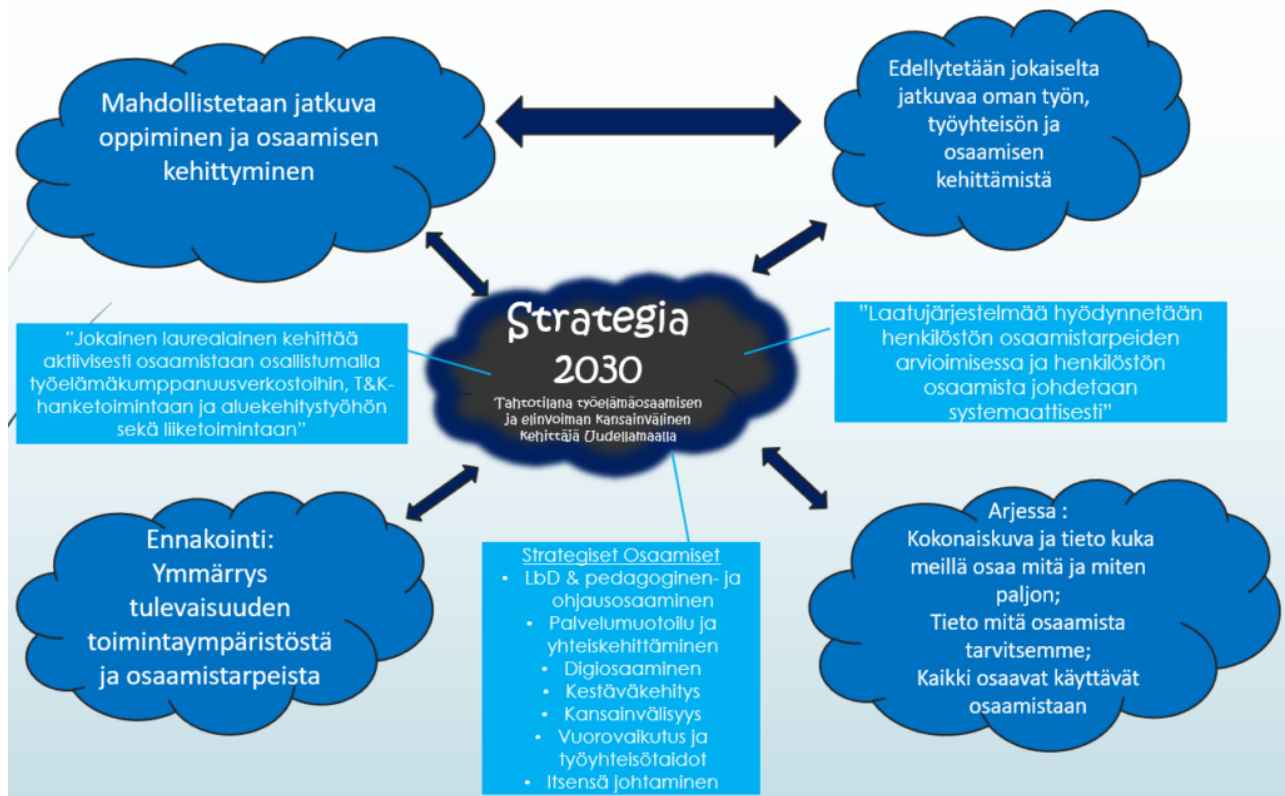 Mahdollistetaan jatkuva
oppiminen ja osaamisen
kehittyminen
Edellytetään jokaiselta
jatkuvaa oman työn,
työyhteisön ja
osaamisen
kehittämistä
Strategia
2030
Tahtotilana työelämäosaamisen
ja elinvoiman kansainvälinen
kehittäjä Uudellamaalla
"Jokainen laurealainen kehittää
aktiivisesti osaamistaan osallistumalla
työelämäkumppanuusverkostoihin, T&K-
hanketoimintaan ja aluekehitystyöhön
sekä liiketoimintaan"
"Laatujärjestelmää hyödynnetään
henkilöstön osaamistarpeiden
arvioimisessa ja henkilöstön
osaamista johdetaan
systemaattisesti"
Ennakointi:
Ymmärrys
tulevaisuuden
toimintaympäristöstä
ja osaamistarpeista
Strategiset Osaamiset
• LbD & pedagoginen- ja
ohjausosaaminen
• Palvelumuotoilu ja
yhteiskehittäminen
• Digiosaaminen
• Kestäväkehitys
• Kansainvälisyys
• Vuorovaikutus ja
työyhteisötaidot
• Itsensä johtaminen
Arjessa :
Kokonaiskuva ja tieto kuka
meillä osaa mitä ja miten
paljon;
Tieto mitä osaamista
tarvitsemme;
Kaikki osaavat käyttävät
osaamistaan